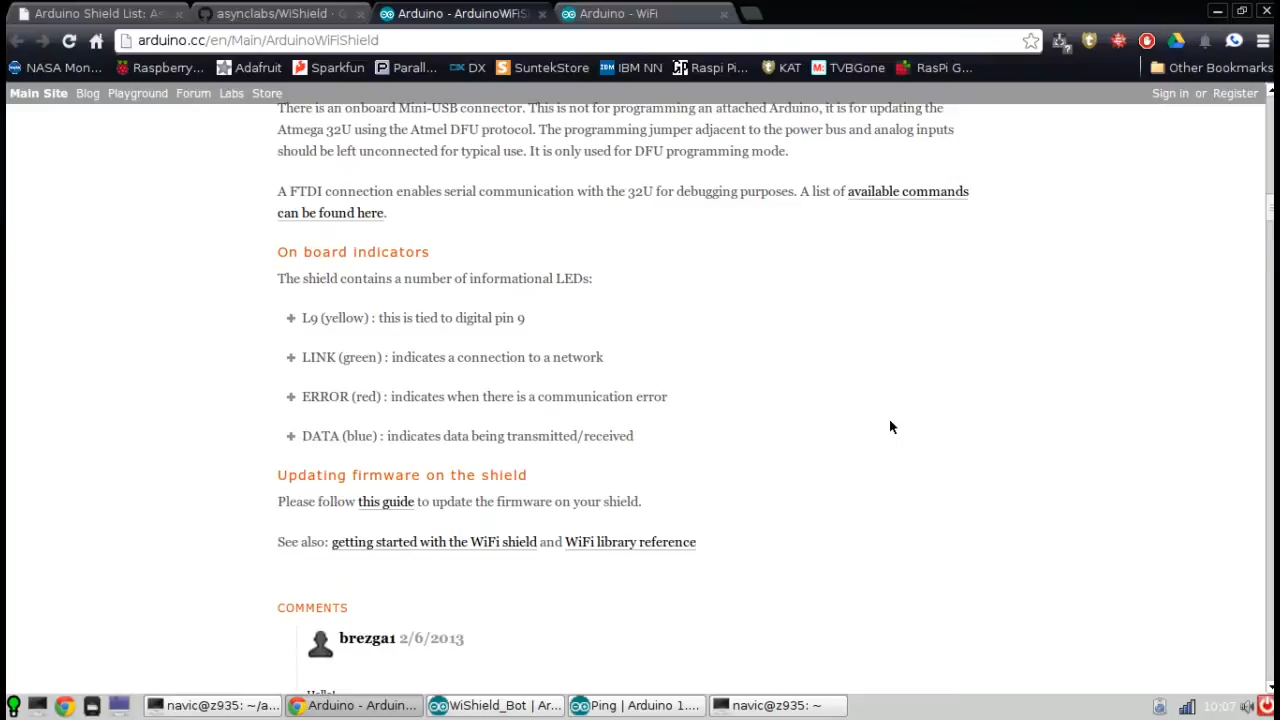 Arduino Shield List: As
asynclabs/WiShield · G
Arduino - ArduinoWiFiS
Arduino - WiFi
arduino.cc/en/Main/ArduinoWiFiShield
NASA Mon... Raspberry... Adafruit Sparkfun Parall... DX SuntekStore IBM NN Raspi Pi... KAT TVBGone RasPi G... Other Bookmarks
Main Site Blog Playground Forum Labs Store Sign in or Register
There is an onboard Mini-USB connector. This is not for programming an attached Arduino, it is for updating the
Atmega 32U using the Atmel DFU protocol. The programming jumper adjacent to the power bus and analog inputs
should be left unconnected for typical use. It is only used for DFU programming mode.
A FTDI connection enables serial communication with the 32U for debugging purposes. A list of available commands
can be found here.
On board indicators
The shield contains a number of informational LEDs:
L9 (yellow) : this is tied to digital pin 9
LINK (green) : indicates a connection to a network
ERROR (red) : indicates when there is a communication error
DATA (blue) : indicates data being transmitted/received
Updating firmware on the shield
Please follow this guide to update the firmware on your shield.
See also: getting started with the WiFi shield and WiFi library reference
COMMENTS
brezga1 2/6/2013
Hello!
navic@z935: ~/a... Arduino - Arduin... WiShield_Bot | Ar... Ping | Arduino 1.... navic@z935: ~ 10:07